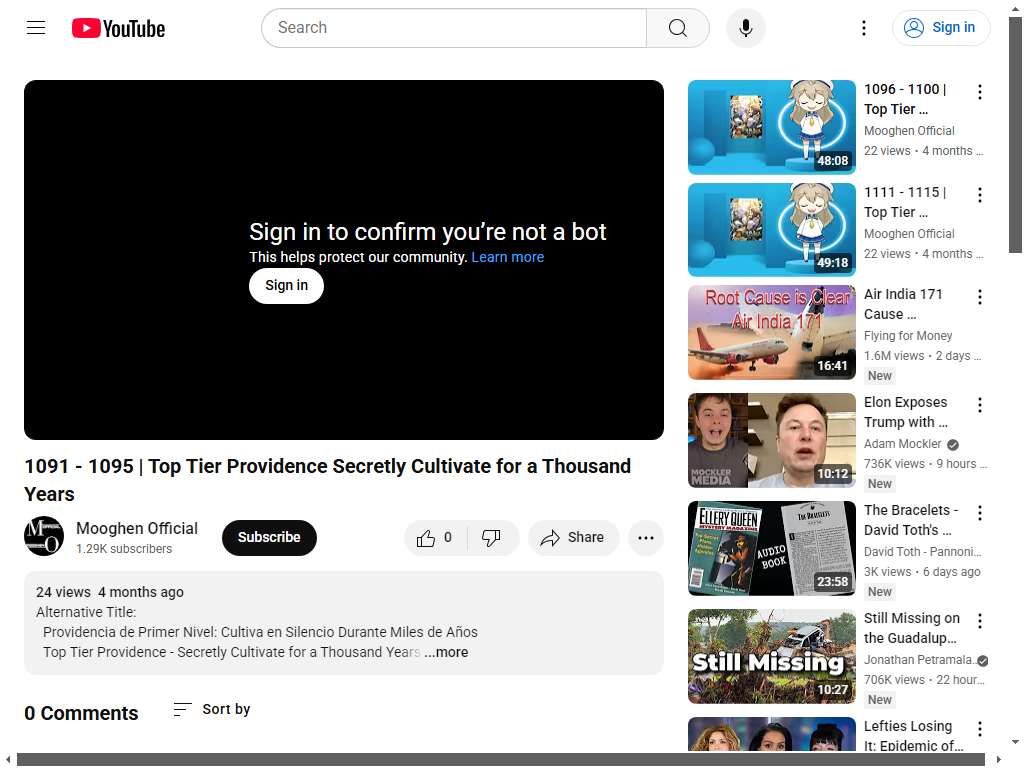 YouTube
Search
Sign in
Sign in to confirm you're not a bot
This helps protect our community. Learn more
Sign in
1091 - 1095 | Top Tier Providence Secretly Cultivate for a Thousand
Years
Mooghen Official
1.29K subscribers
Subscribe
0
Share
24 views 4 months ago
Alternative Title:
Providencia de Primer Nivel: Cultiva en Silencio Durante Miles de Años
Top Tier Providence - Secretly Cultivate for a Thousand Years ...more
0 Comments
Sort by
1096 - 1100 |
Top Tier ...
Mooghen Official
22 views • 4 months ...
48:08
1111 - 1115 |
Top Tier ...
Mooghen Official
22 views • 4 months ...
49:18
Root Cause is Clear
Air India 171
16:41
Air India 171
Cause ...
Flying for Money
1.6M views • 2 days ...
New
MOCKLER
MEDIA
10:12
Elon Exposes
Trump with ...
Adam Mockler
736K views • 9 hours ...
New
ELLERY QUEEN
MYSTERY MAGAZINE
AUDIO
BOOK
THE BRACELETS
23:58
The Bracelets -
David Toth's ...
David Toth - Pannoni...
3K views • 6 days ago
New
Still Missing
10:27
Still Missing on
the Guadalup...
Jonathan Petramala...
706K views • 22 hour...
New
Lefties Losing
It: Epidemic of...